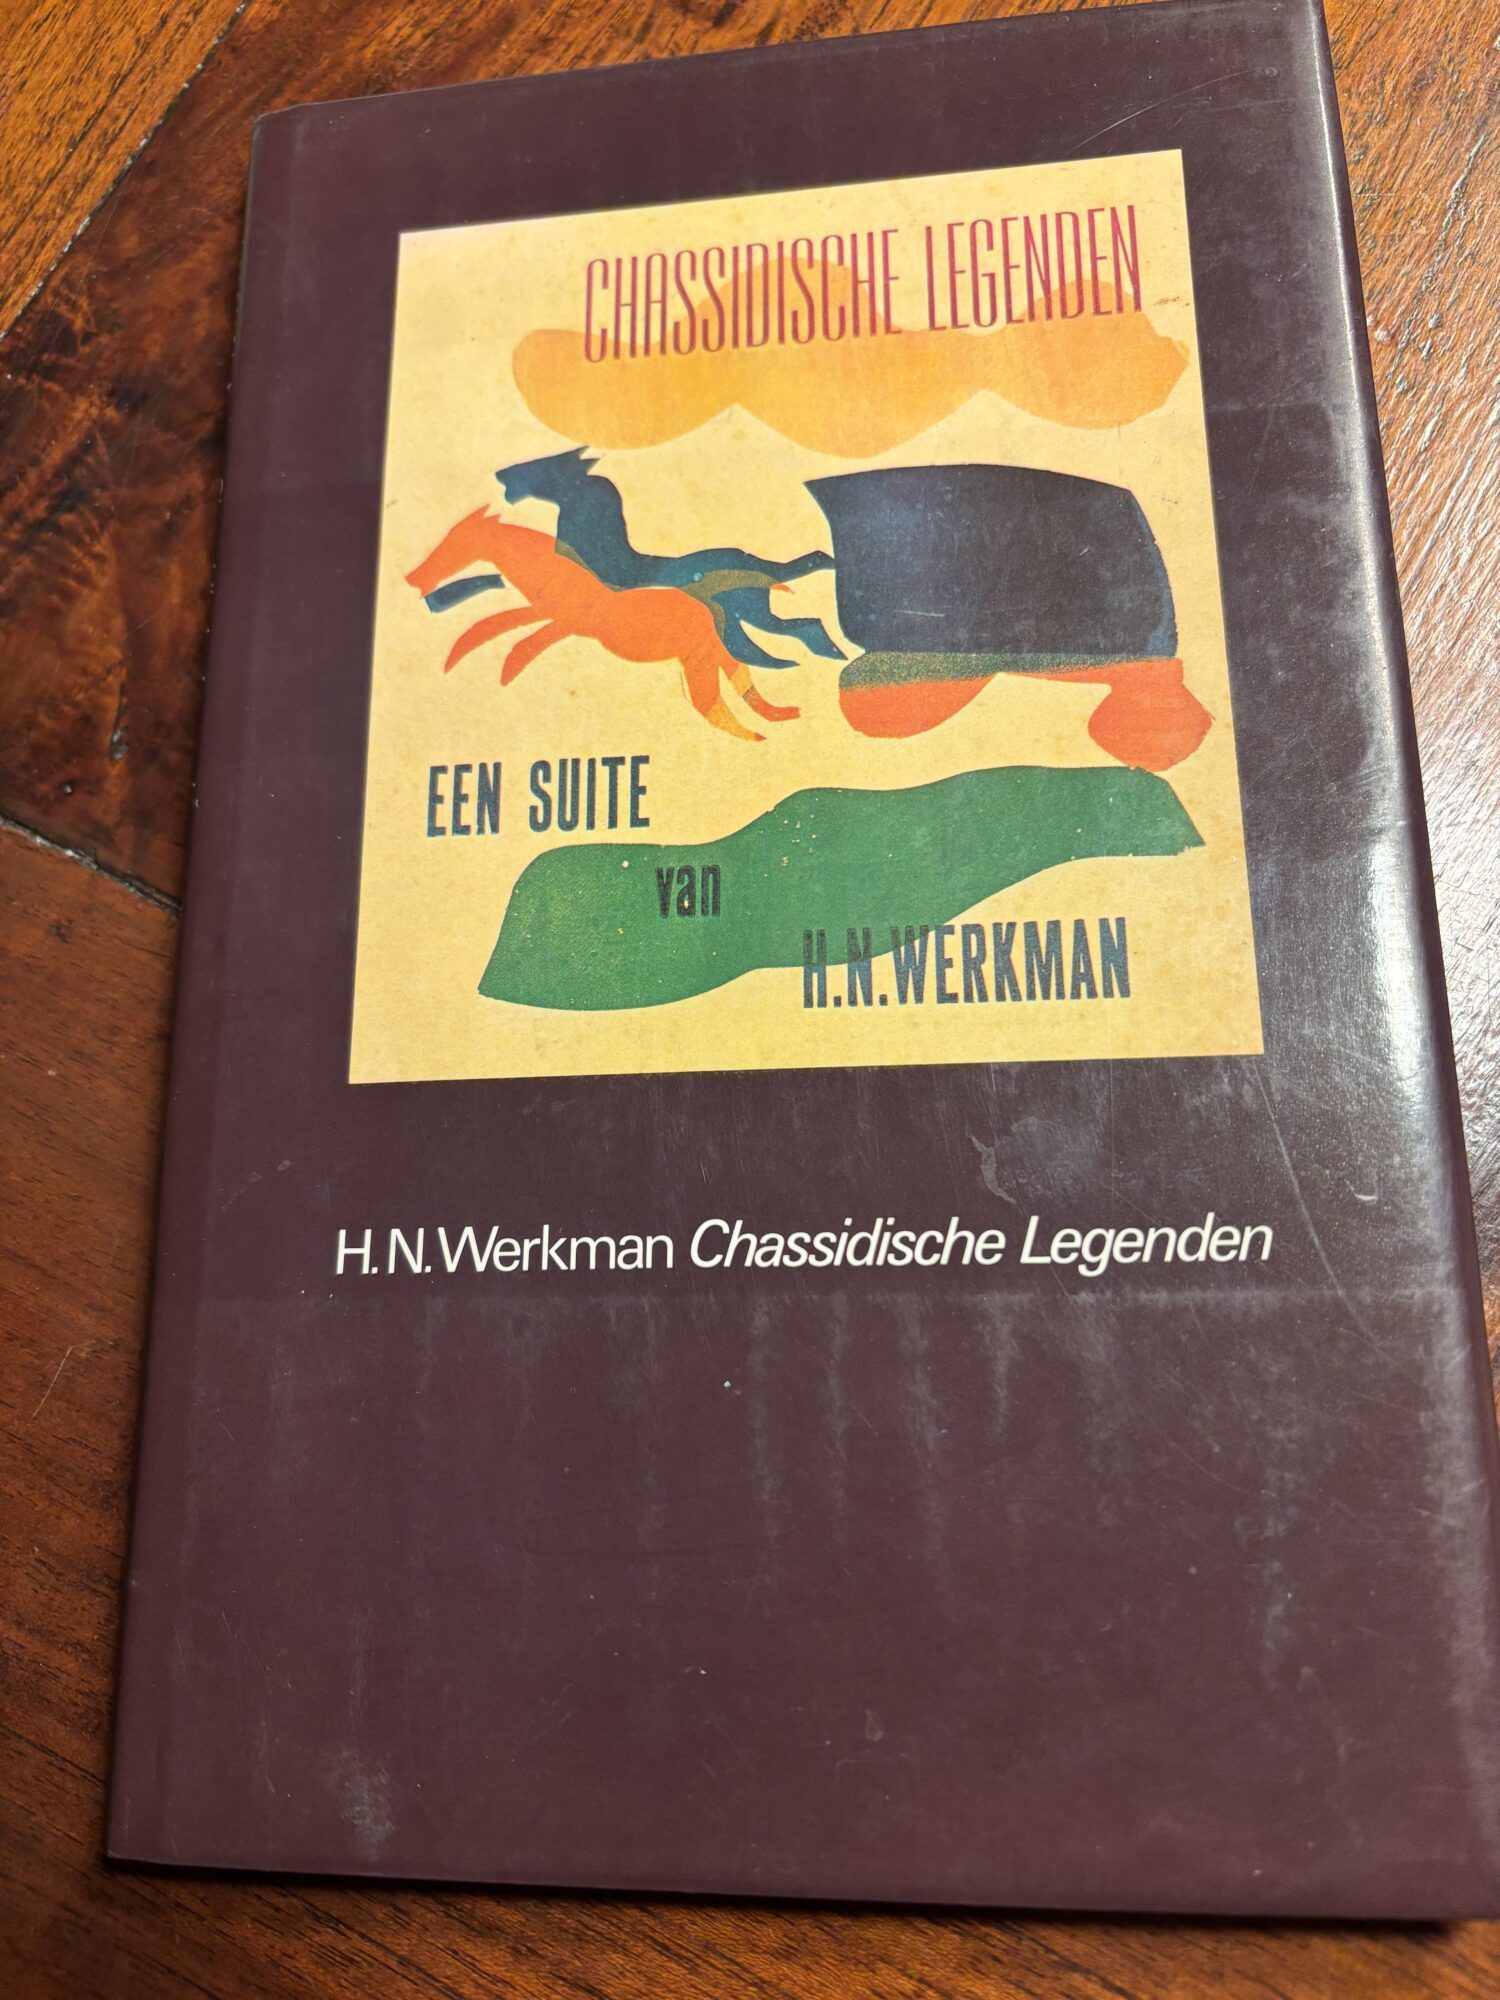 CHASSIDISCHE LEGENDEN
EEN SUITE
van
H.N.WERKMAN
H.N.Werkman Chassidische Legenden